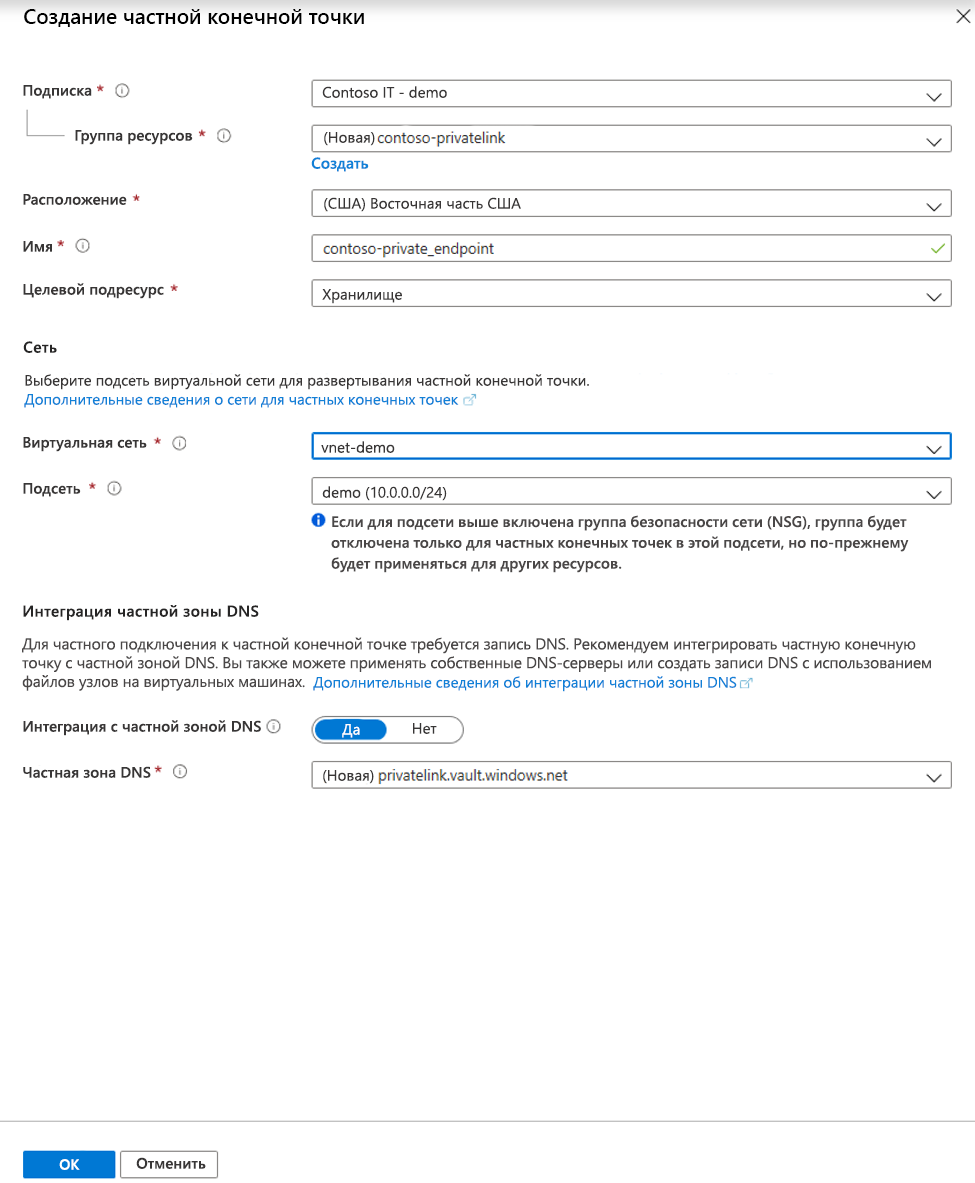 Создание частной конечной точки
Подписка *
Contoso IT - demo
Группа ресурсов *
(Новая) contoso-privatelink
Создать
Расположение *
(США) Восточная часть США
Имя *
contoso-private_endpoint
Целевой подресурс *
Хранилище
Сеть
Выберите подсеть виртуальной сети для развертывания частной конечной точки.
Дополнительные сведения о сети для частных конечных точек
Виртуальная сеть *
vnet-demo
Подсеть *
demo (10.0.0.0/24)
Если для подсети выше включена группа безопасности сети (NSG), группа будет
отключена только для частных конечных точек в этой подсети, но по-прежнему
будет применяться для других ресурсов.
Интеграция частной зоны DNS
Для частного подключения к частной конечной точке требуется запись DNS. Рекомендуем интегрировать частную конечную
точку с частной зоной DNS. Вы также можете применять собственные DNS-серверы или создать записи DNS с использованием
файлов узлов на виртуальных машинах. Дополнительные сведения об интеграции частной зоны DNS
Интеграция с частной зоной DNS
Да Нет
Частная зона DNS *
(Новая) privatelink.vault.windows.net
ОК Отменить